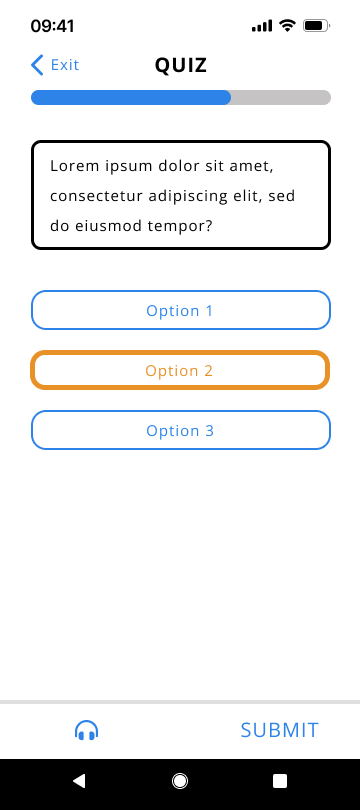 09:41
Exit
QUIZ
Lorem ipsum dolor sit amet,
consectetur adipiscing elit, sed
do eiusmod tempor?
Option 1
Option 2
Option 3
SUBMIT